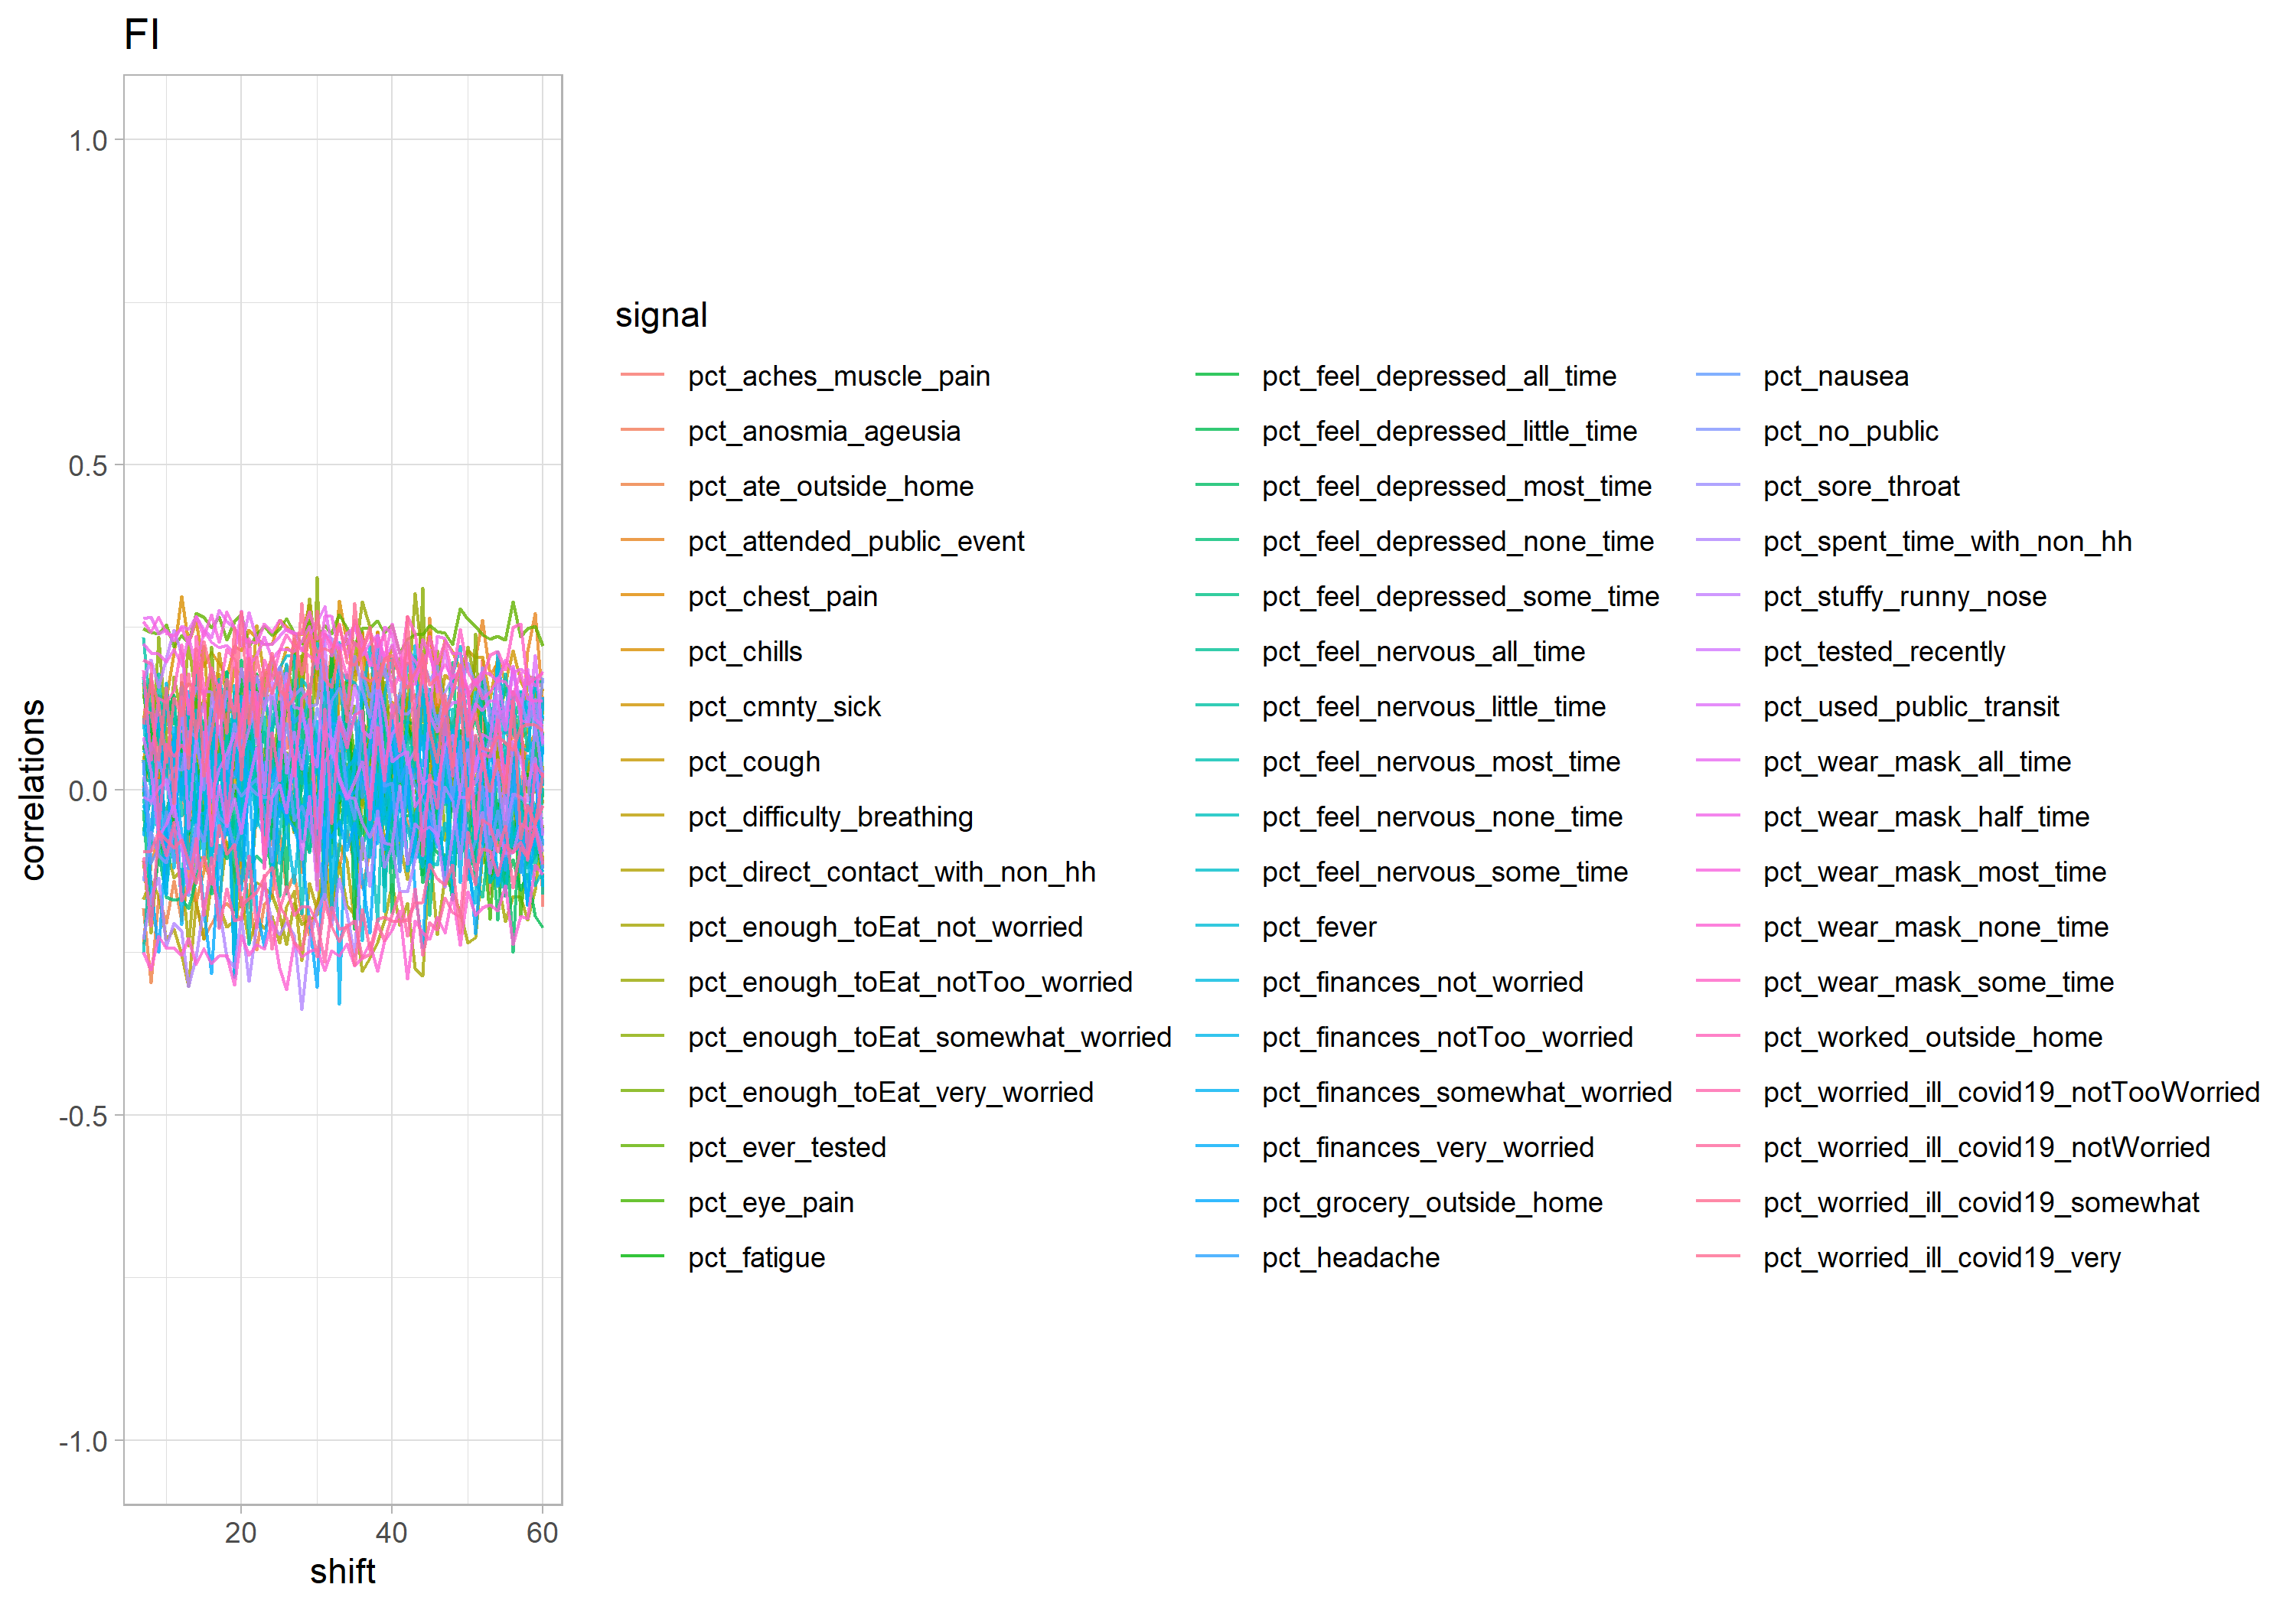 FI
1.0
0.5
0.0
-0.5
-1.0
correlations
20 40 60
shift
signal
pct_aches_muscle_pain
pct_anosmia_ageusia
pct_ate_outside_home
pct_attended_public_event
pct_chest_pain
pct_chills
pct_cmnty_sick
pct_cough
pct_difficulty_breathing
pct_direct_contact_with_non_hh
pct_enough_toEat_not_worried
pct_enough_toEat_notToo_worried
pct_enough_toEat_somewhat_worried
pct_enough_toEat_very_worried
pct_ever_tested
pct_eye_pain
pct_fatigue
pct_feel_depressed_all_time
pct_feel_depressed_little_time
pct_feel_depressed_most_time
pct_feel_depressed_none_time
pct_feel_depressed_some_time
pct_feel_nervous_all_time
pct_feel_nervous_little_time
pct_feel_nervous_most_time
pct_feel_nervous_none_time
pct_feel_nervous_some_time
pct_fever
pct_finances_not_worried
pct_finances_notToo_worried
pct_finances_somewhat_worried
pct_finances_very_worried
pct_grocery_outside_home
pct_headache
pct_nausea
pct_no_public
pct_sore_throat
pct_spent_time_with_non_hh
pct_stuffy_runny_nose
pct_tested_recently
pct_used_public_transit
pct_wear_mask_all_time
pct_wear_mask_half_time
pct_wear_mask_most_time
pct_wear_mask_none_time
pct_wear_mask_some_time
pct_worked_outside_home
pct_worried_ill_covid19_notTooWorried
pct_worried_ill_covid19_notWorried
pct_worried_ill_covid19_somewhat
pct_worried_ill_covid19_very